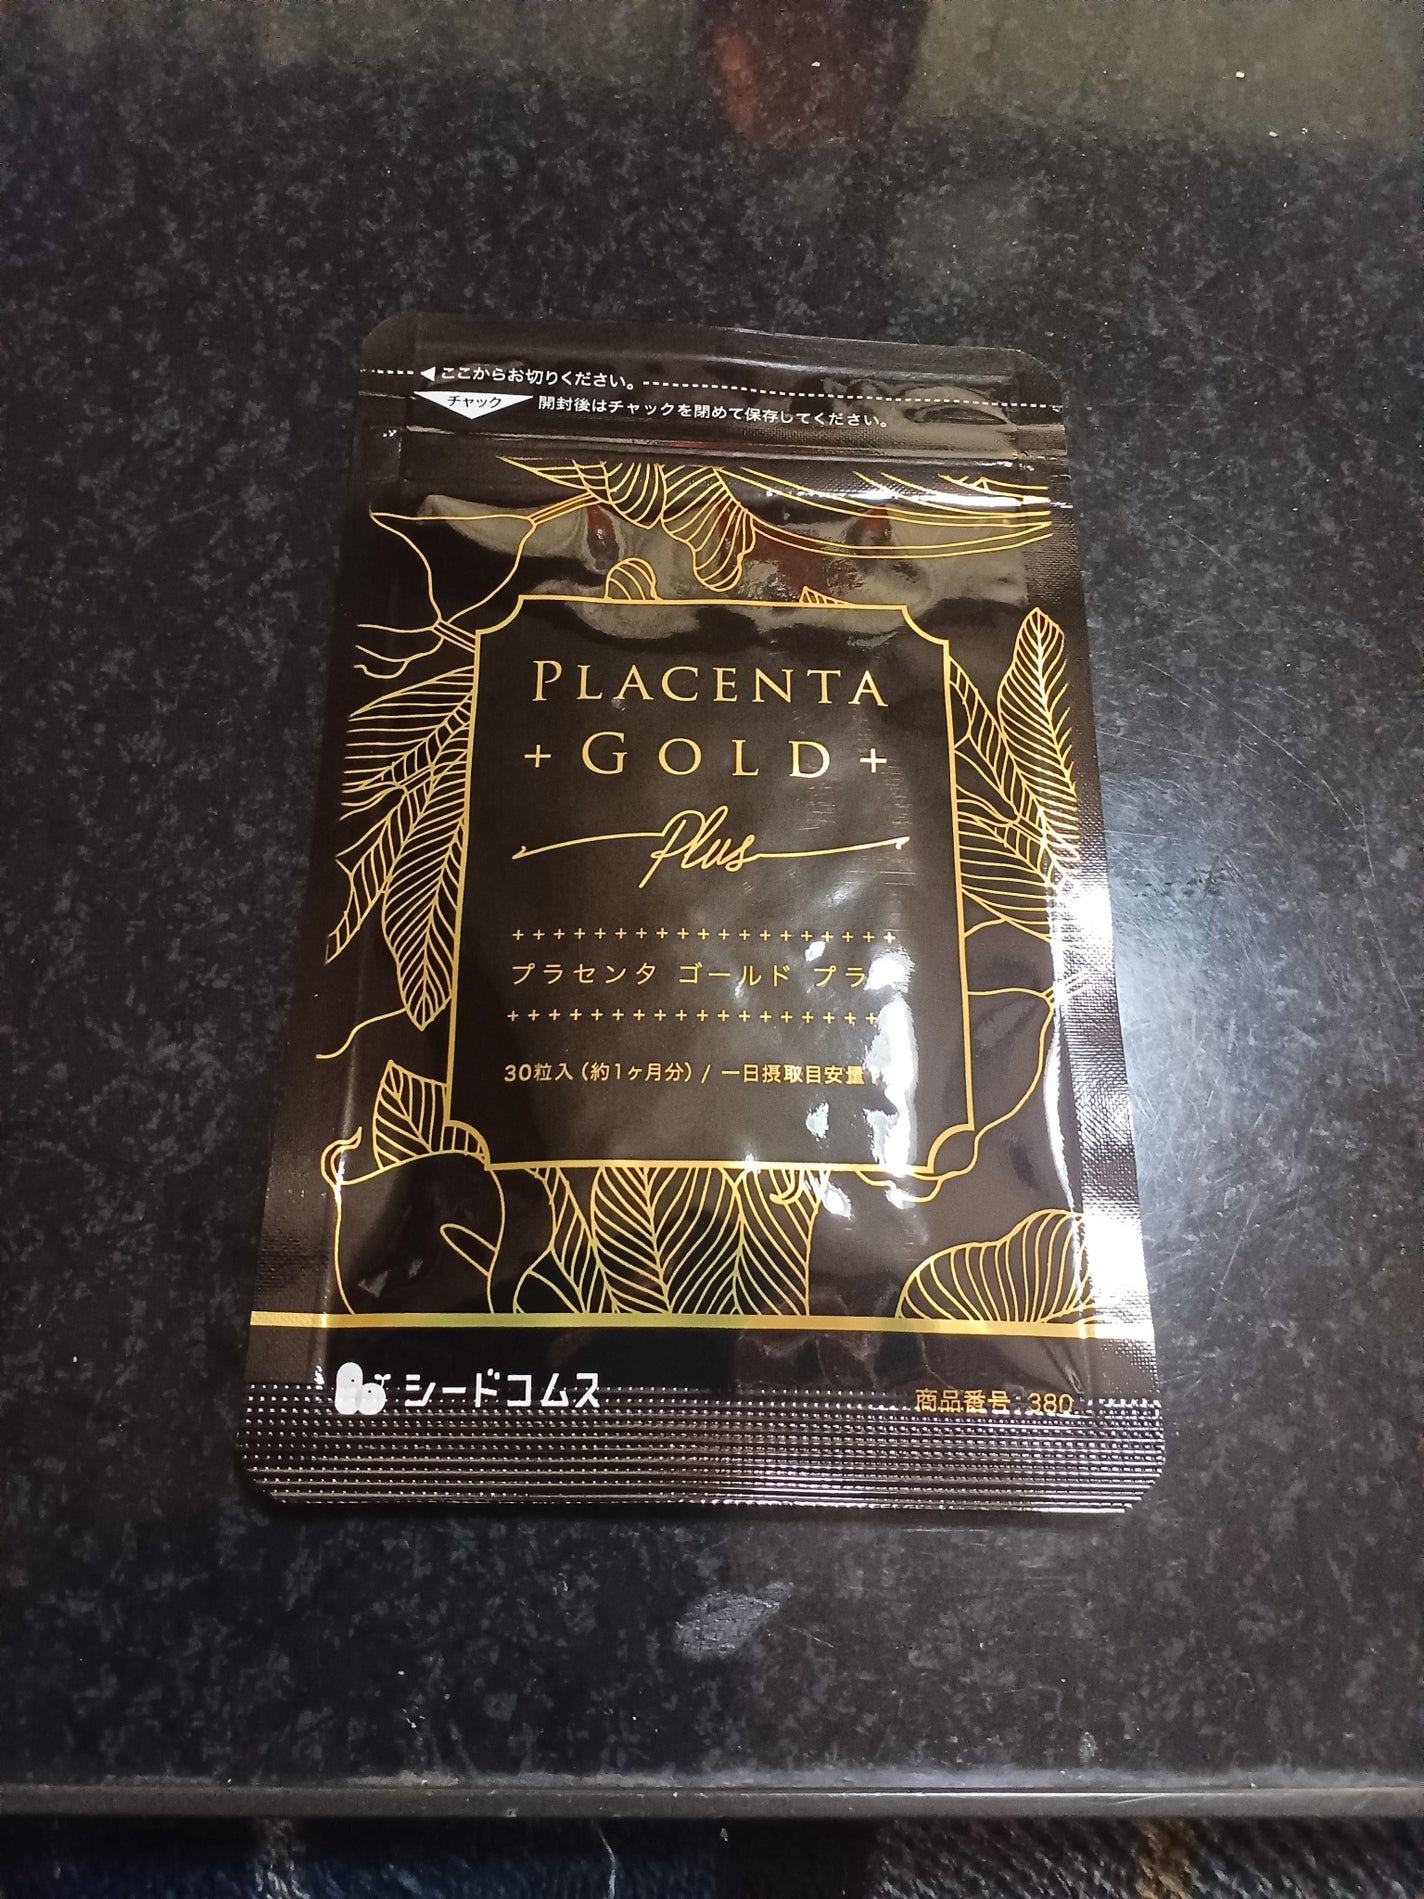 ここからお切りください。
チャック 開封後はチャックを閉めて保存してください。
PLACENTA
+GOLD+
Plus
プラセンタ ゴールド プラ
30粒入（約1ヶ月分）/ 一日摂取目安量
シードコムス
商品番号：380